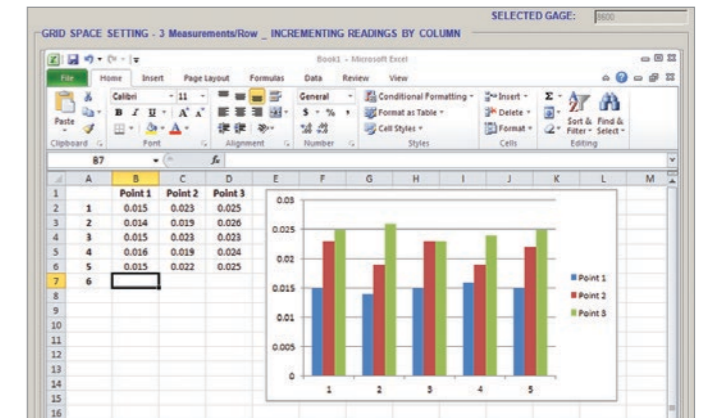 SELECTED GAGE: 8600
GRID SPACE SETTING - 3 Measurements/Row _ INCREMENTING READINGS BY COLUMN
Book1 - Microsoft Excel
File Home Insert Page Layout Formulas Data Review View
Calibri 11 General Conditional Formatting Insert Σ
Paste B I U A A $ % , Format as Table Delete Sort & Find &
A Cell Styles Format Filter Select
Clipboard Font Alignment Number Styles Cells Editing
B7 fx
A B C D E F G H I J K L M
1 Point 1 Point 2 Point 3
2 1 0.015 0.023 0.025
3 2 0.014 0.019 0.026
4 3 0.015 0.023 0.023
5 4 0.016 0.019 0.024
6 5 0.015 0.022 0.025
7 6
8
9
10
11
12
13
14
15
16
0.03
0.025
0.02
0.015
0.01
0.005
0
1 2 3 4 5
Point 1
Point 2
Point 3